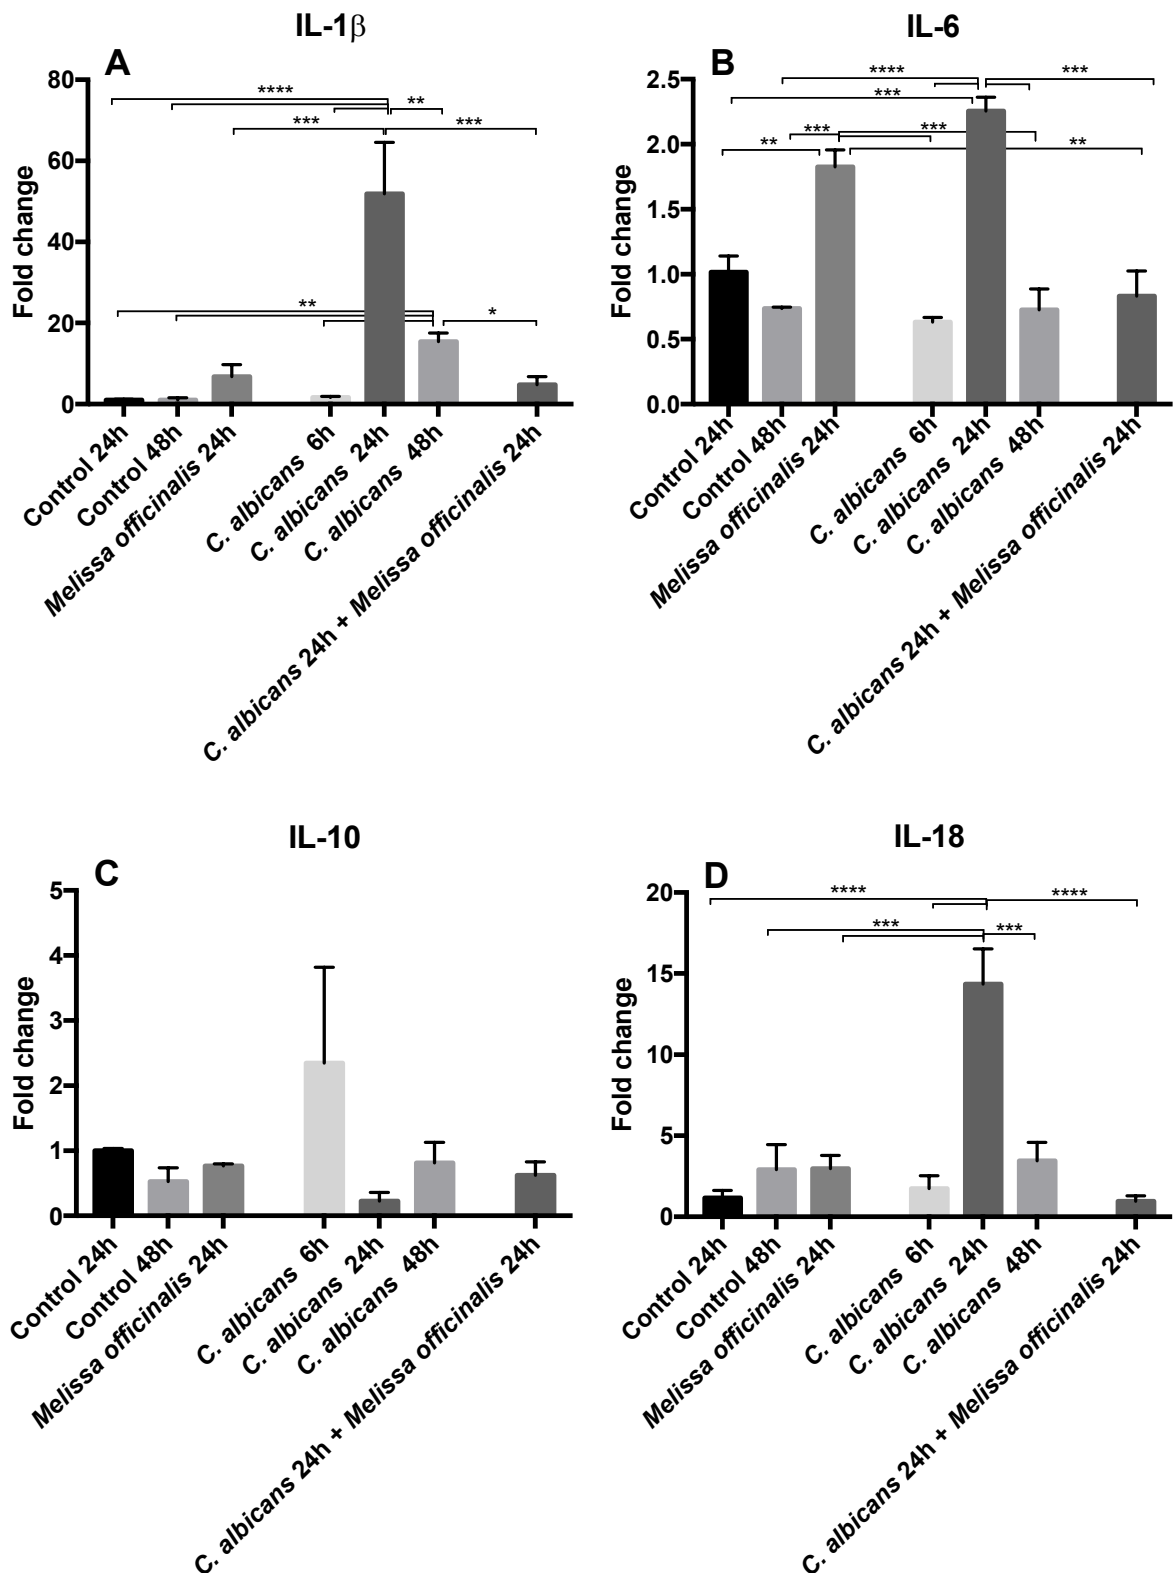 IL-1β
A
Fold change
80
60
40
20
0
****
**
***
***
**
*
Control 24h
Control 48h
Melissa officinalis 24h
C. albicans 6h
C. albicans 24h
C. albicans 48h
C. albicans 24h + Melissa officinalis 24h
IL-6
B
Fold change
2.5
2.0
1.5
1.0
0.5
0.0
****
***
***
***
***
**
**
Control 24h
Control 48h
Melissa officinalis 24h
C. albicans 6h
C. albicans 24h
C. albicans 48h
C. albicans 24h + Melissa officinalis 24h
IL-10
C
Fold change
5
4
3
2
1
0
Control 24h
Control 48h
Melissa officinalis 24h
C. albicans 6h
C. albicans 24h
C. albicans 48h
C. albicans 24h + Melissa officinalis 24h
IL-18
D
Fold change
20
15
10
5
0
****
****
***
***
Control 24h
Control 48h
Melissa officinalis 24h
C. albicans 6h
C. albicans 24h
C. albicans 48h
C. albicans 24h + Melissa officinalis 24h